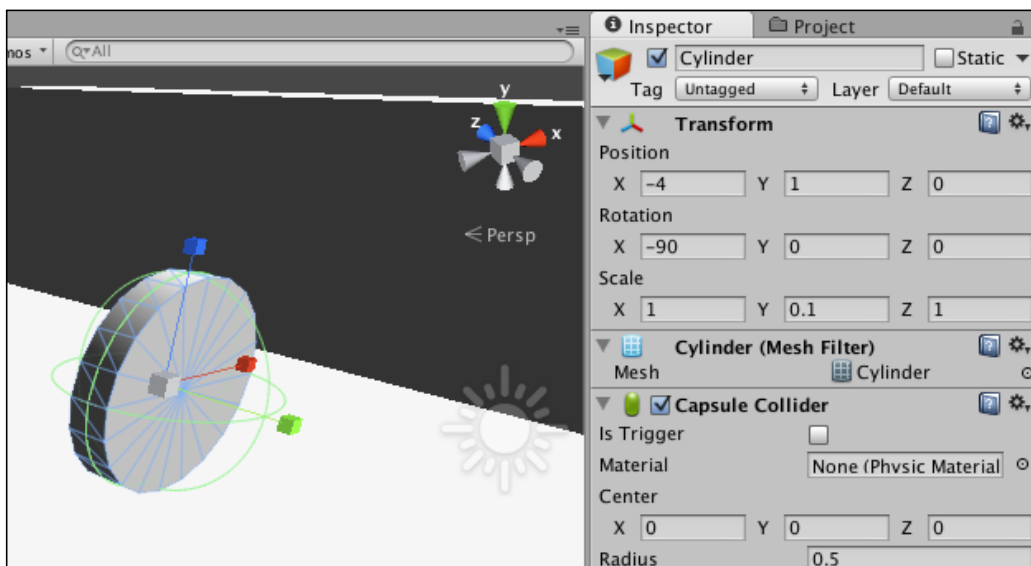 Inspector
Project
mos
All
Cylinder
Static
Tag Untagged Layer Default
y
z
x
Persp
Transform
Position
X -4 Y 1 Z 0
Rotation
X -90 Y 0 Z 0
Scale
X 1 Y 0.1 Z 1
Cylinder (Mesh Filter)
Mesh Cylinder
Capsule Collider
Is Trigger
Material None (Physic Material
Center
X 0 Y 0 Z 0
Radius 0.5